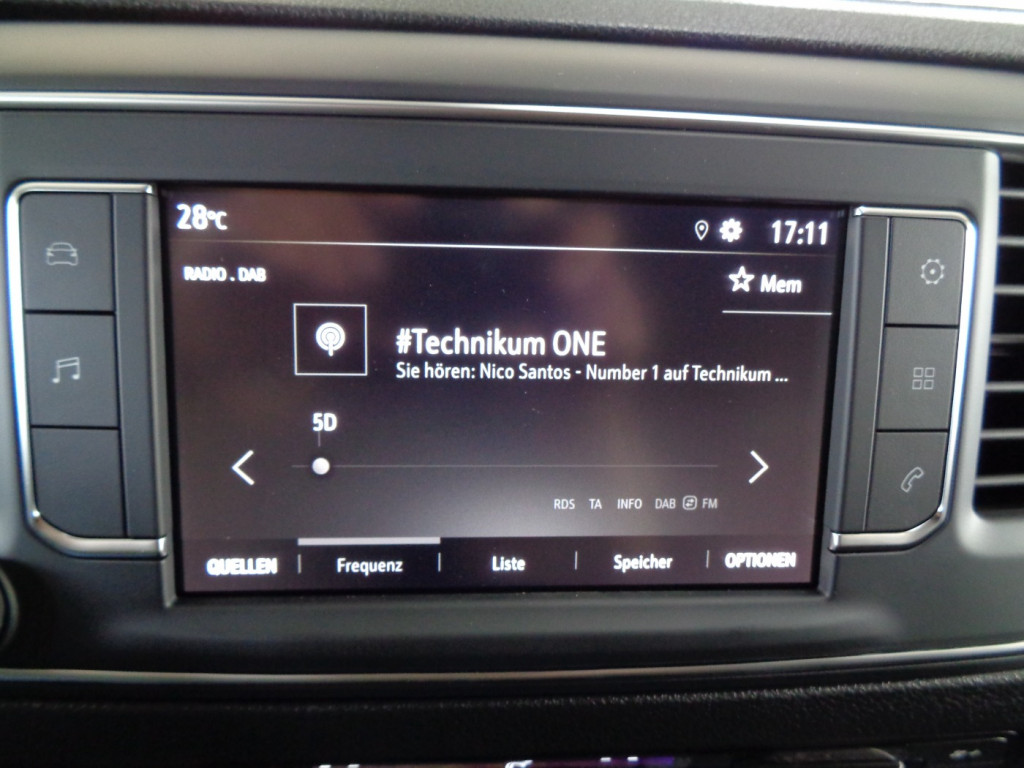 28°C 17:11
RADIO . DAB
Mem
#Technikum ONE
Sie hören: Nico Santos - Number 1 auf Technikum ...
5D
RDS TA INFO DAB FM
QUELLEN Frequenz Liste Speicher OPTIONEN